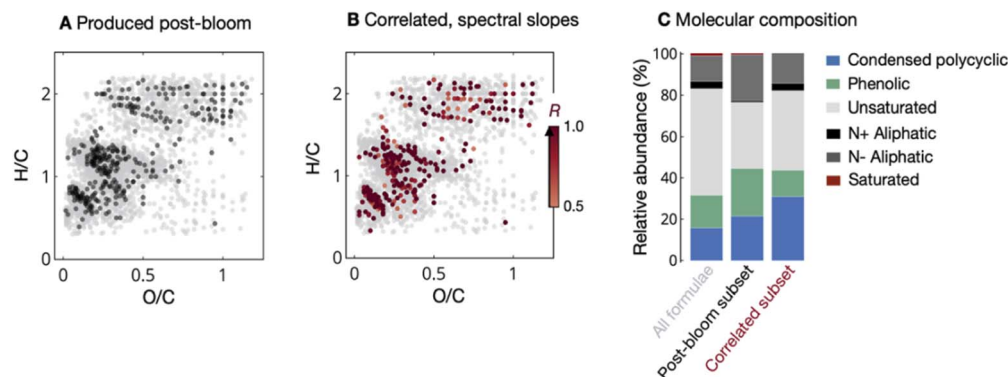 A Produced post-bloom
H/C
2
1
0
0
0.5
1
O/C
B Correlated, spectral slopes
H/C
2
1
0
0
0.5
1
O/C
R
1.0
0.5
C Molecular composition
Relative abundance (%)
100
80
60
40
20
0
All formulae
Post-bloom subset
Correlated subset
Condensed polycyclic
Phenolic
Unsaturated
N+ Aliphatic
N- Aliphatic
Saturated